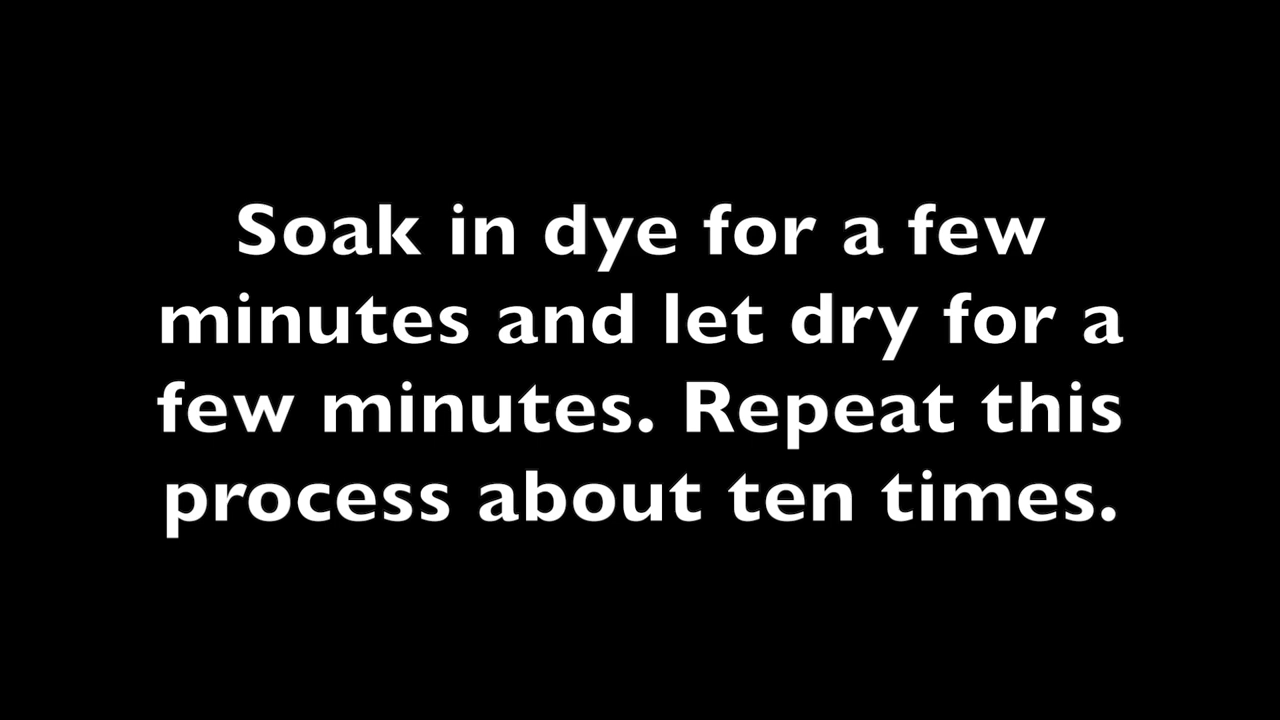 Soak in dye for a few
minutes and let dry for a
few minutes. Repeat this
process about ten times.